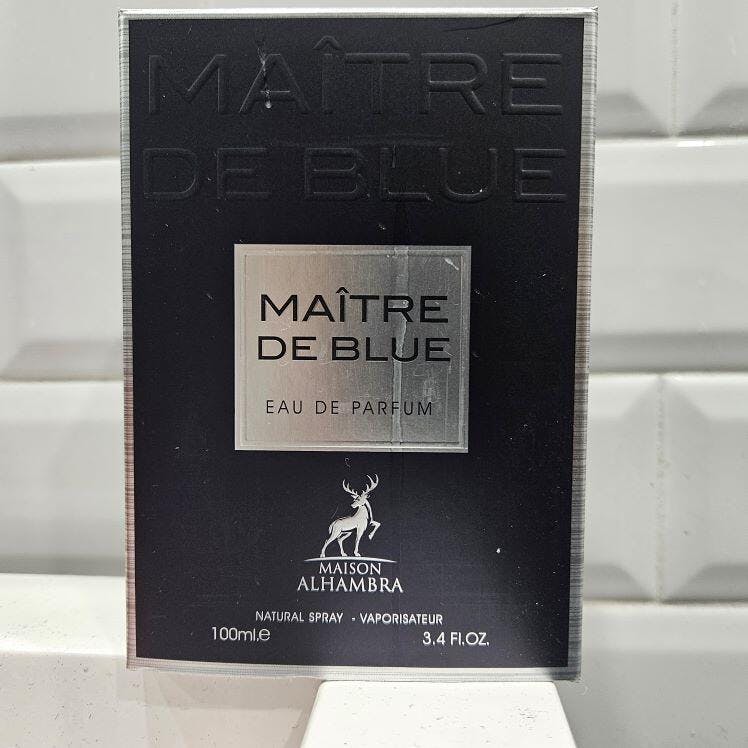 MAÎTRE
DE BLUE
MAÎTRE
DE BLUE
EAU DE PARFUM
MAISON
ALHAMBRA
NATURAL SPRAY - VAPORISATEUR
100ml.e 3.4 Fl.OZ.